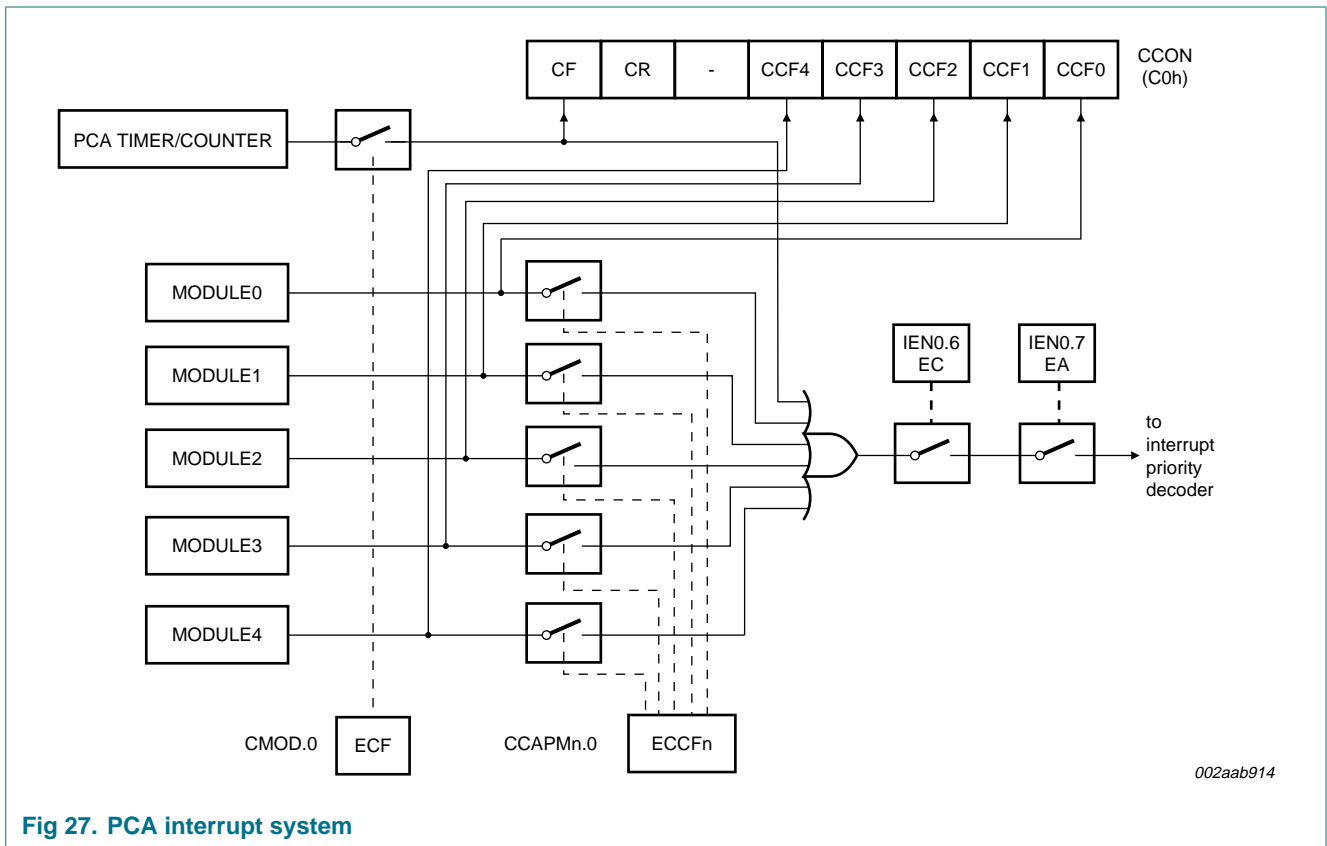 CF CR - CCF4 CCF3 CCF2 CCF1 CCF0
CCON
(C0h)
PCA TIMER/COUNTER
MODULE0
MODULE1
MODULE2
MODULE3
MODULE4
IEN0.6
EC
IEN0.7
EA
to
interrupt
priority
decoder
CMOD.0
ECF
CCAPMn.0
ECCFn
002aab914
Fig 27. PCA interrupt system